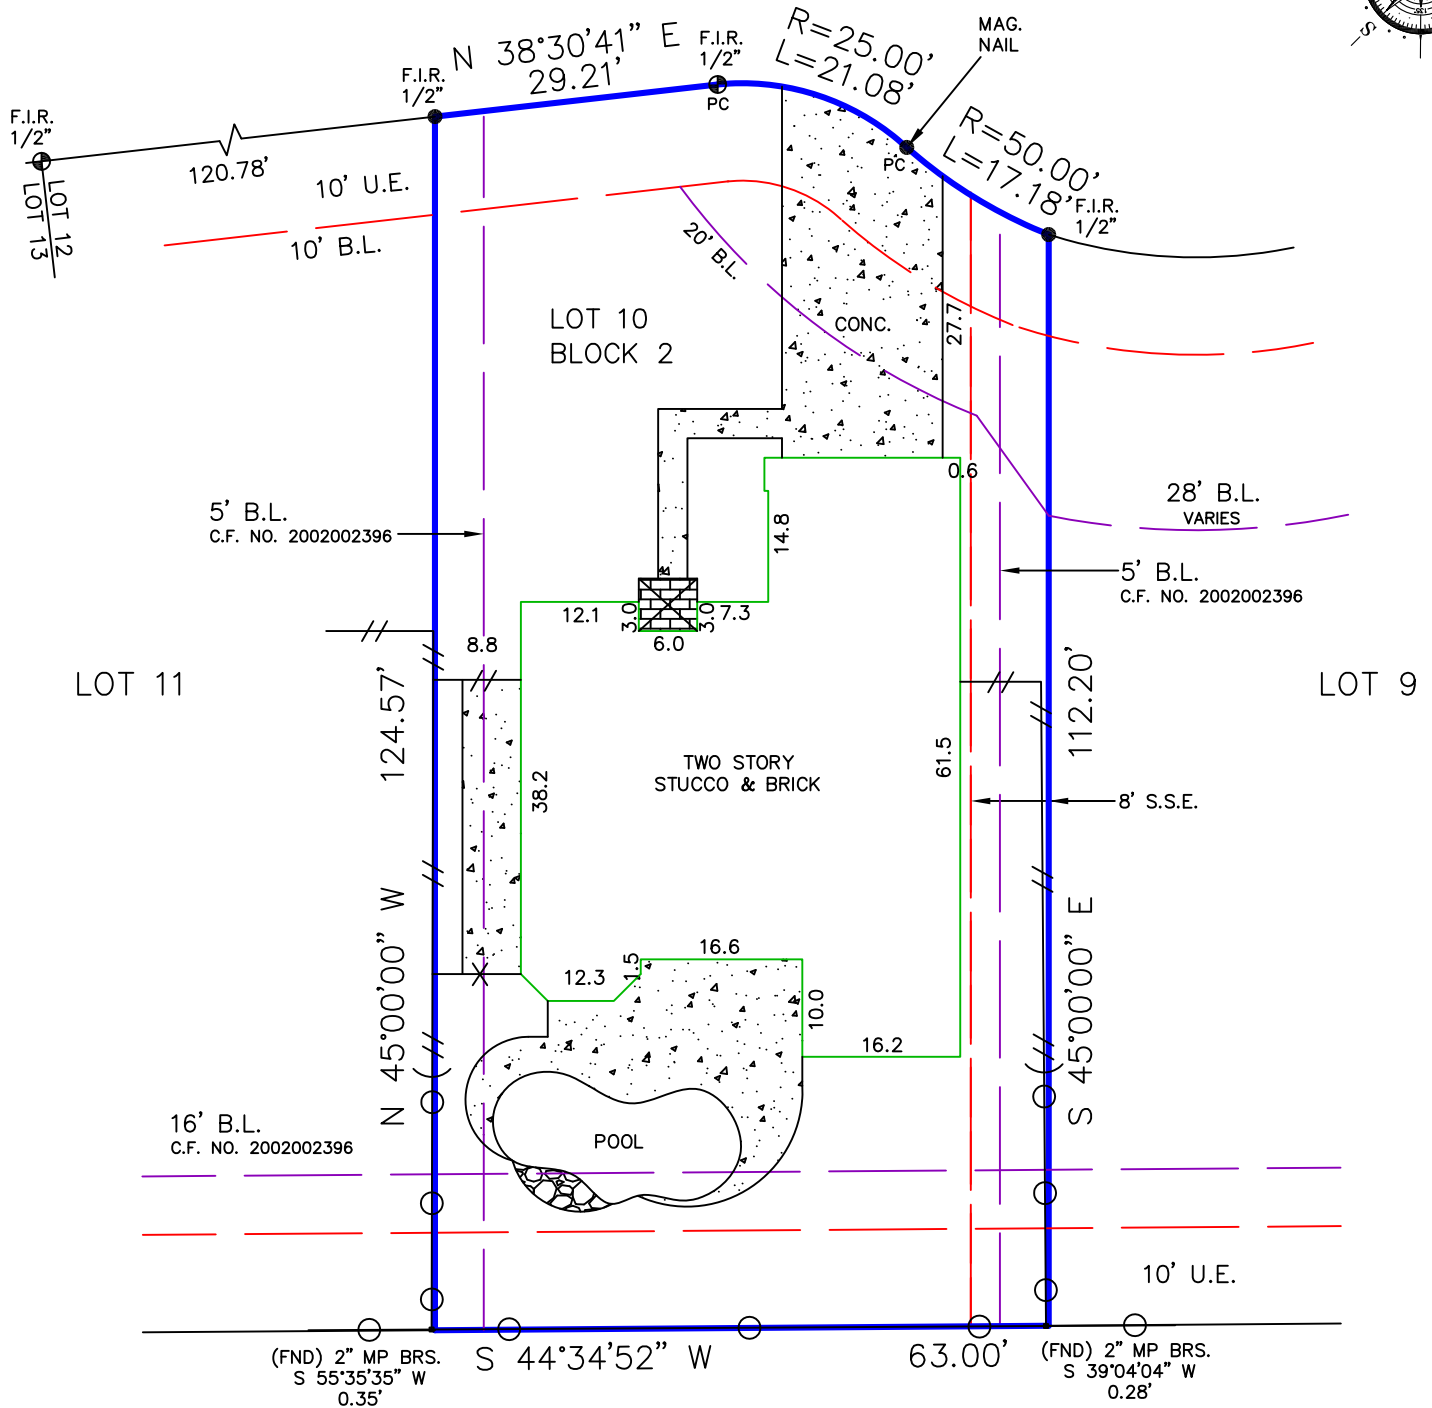 S
135°
MAG.
NAIL
R=25.00'
L=21.08'
N 38°30'41" E
29.21'
F.I.R.
1/2"
PC
F.I.R.
1/2"
F.I.R.
1/2"
120.78'
LOT 12
LOT 13
10' U.E.
10' B.L.
R=50.00'
L=17.18'
PC
F.I.R.
1/2"
20' B.L.
LOT 10
BLOCK 2
CONC.
27.7
0.6
28' B.L.
VARIES
5' B.L.
C.F. NO. 2002002396
14.8
5' B.L.
C.F. NO. 2002002396
12.1
3.0
6.0
3.0
7.3
8.8
LOT 11
LOT 9
124.57'
112.20'
TWO STORY
STUCCO & BRICK
38.2
61.5
8' S.S.E.
N 45°00'00" W
S 45°00'00" E
12.3
1.5
16.6
10.0
16.2
16' B.L.
C.F. NO. 2002002396
POOL
10' U.E.
S 44°34'52" W
63.00'
(FND) 2" MP BRS.
S 55°35'35" W
0.35'
(FND) 2" MP BRS.
S 39°04'04" W
0.28'